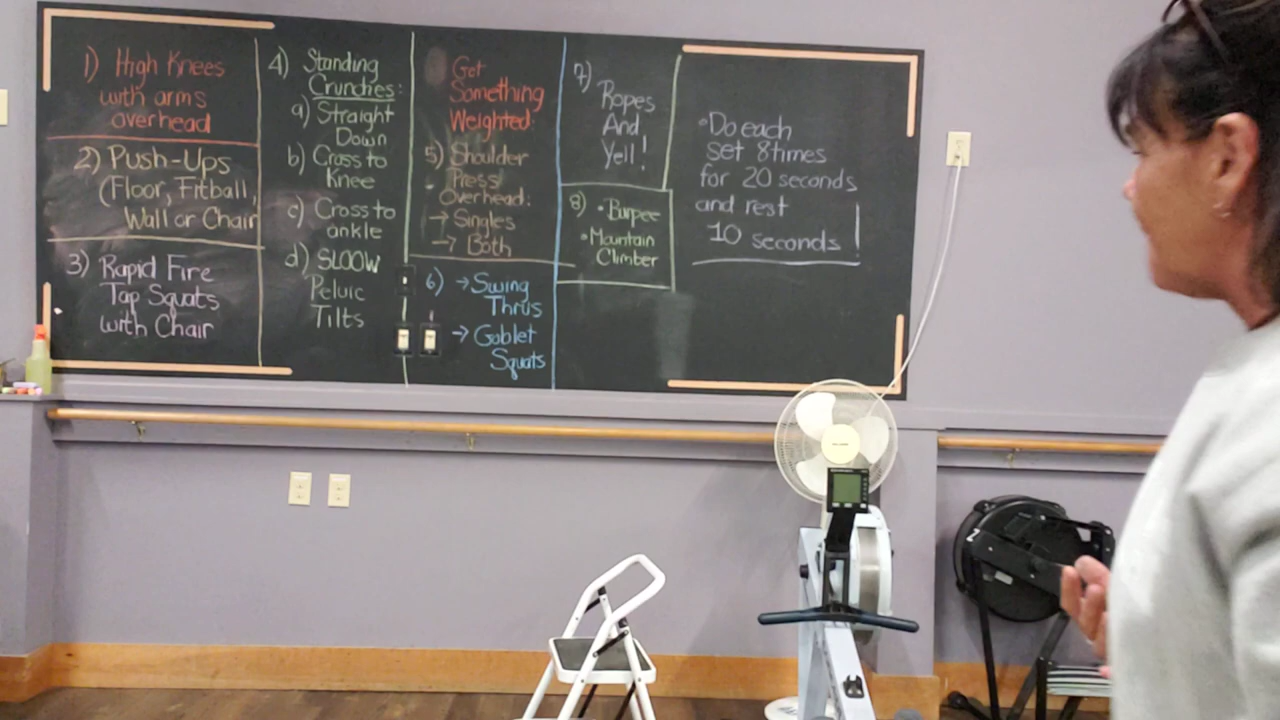 1) High Knees
with arms
overhead
2) Push-Ups
(Floor, Fitball,
Wall or Chair
3) Rapid Fire
Tap Squats
with Chair
4) Standing
Crunches:
a) Straight
Down
b) Cross to
Knee
c) Cross to
ankle
d) SLOOW
Pelvic
Tilts
Get
Something
Weighted:
5) Shoulder
Press
Overhead:
→ Singles
→ Both
6) → Swing
Thrus
→ Goblet
Squats
7) Ropes
And
Yell!
8) • Burpee
• Mountain
Climber
• Do each
set 8 times
for 20 seconds
and rest
10 seconds!